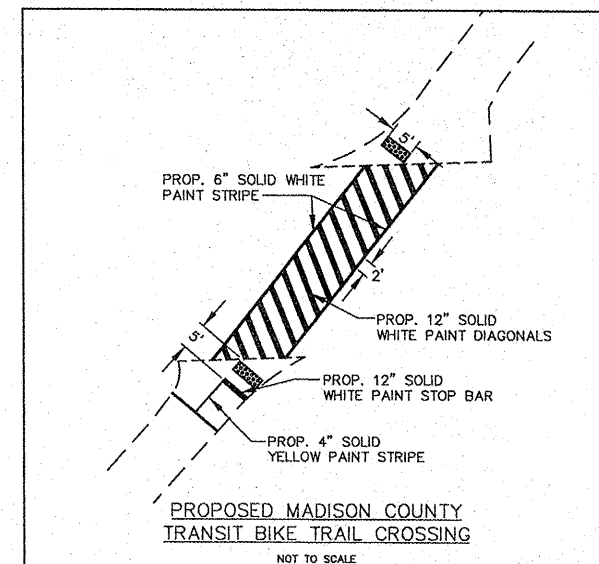 5'
PROP. 6" SOLID WHITE
PAINT STRIPE
2'
PROP. 12" SOLID
WHITE PAINT DIAGONALS
5'
PROP. 12" SOLID
WHITE PAINT STOP BAR
PROP. 4" SOLID
YELLOW PAINT STRIPE
PROPOSED MADISON COUNTY
TRANSIT BIKE TRAIL CROSSING
NOT TO SCALE